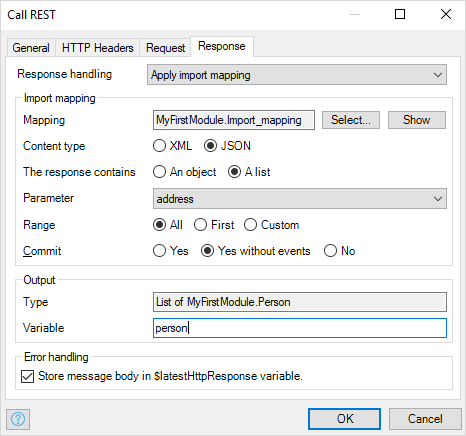 Call REST
General HTTP Headers Request Response
Response handling Apply import mapping
Import mapping
Mapping MyFirstModule.Import_mapping Select... Show
Content type XML JSON
The response contains An object A list
Parameter address
Range All First Custom
Commit Yes Yes without events No
Output
Type List of MyFirstModule.Person
Variable person
Error handling
Store message body in $latestHttpResponse variable.
? OK Cancel